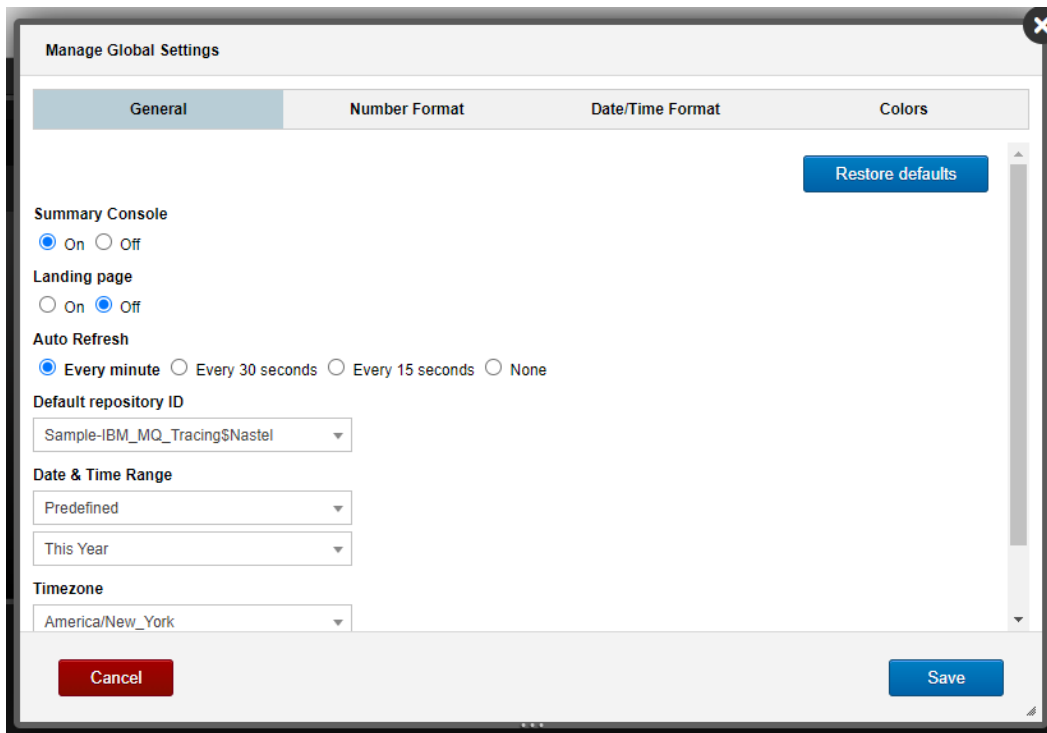 Manage Global Settings
General Number Format Date/Time Format Colors
Restore defaults
Summary Console
On Off
Landing page
On Off
Auto Refresh
Every minute Every 30 seconds Every 15 seconds None
Default repository ID
Sample-IBM_MQ_Tracing$Nastel
Date & Time Range
Predefined
This Year
Timezone
America/New_York
Cancel Save